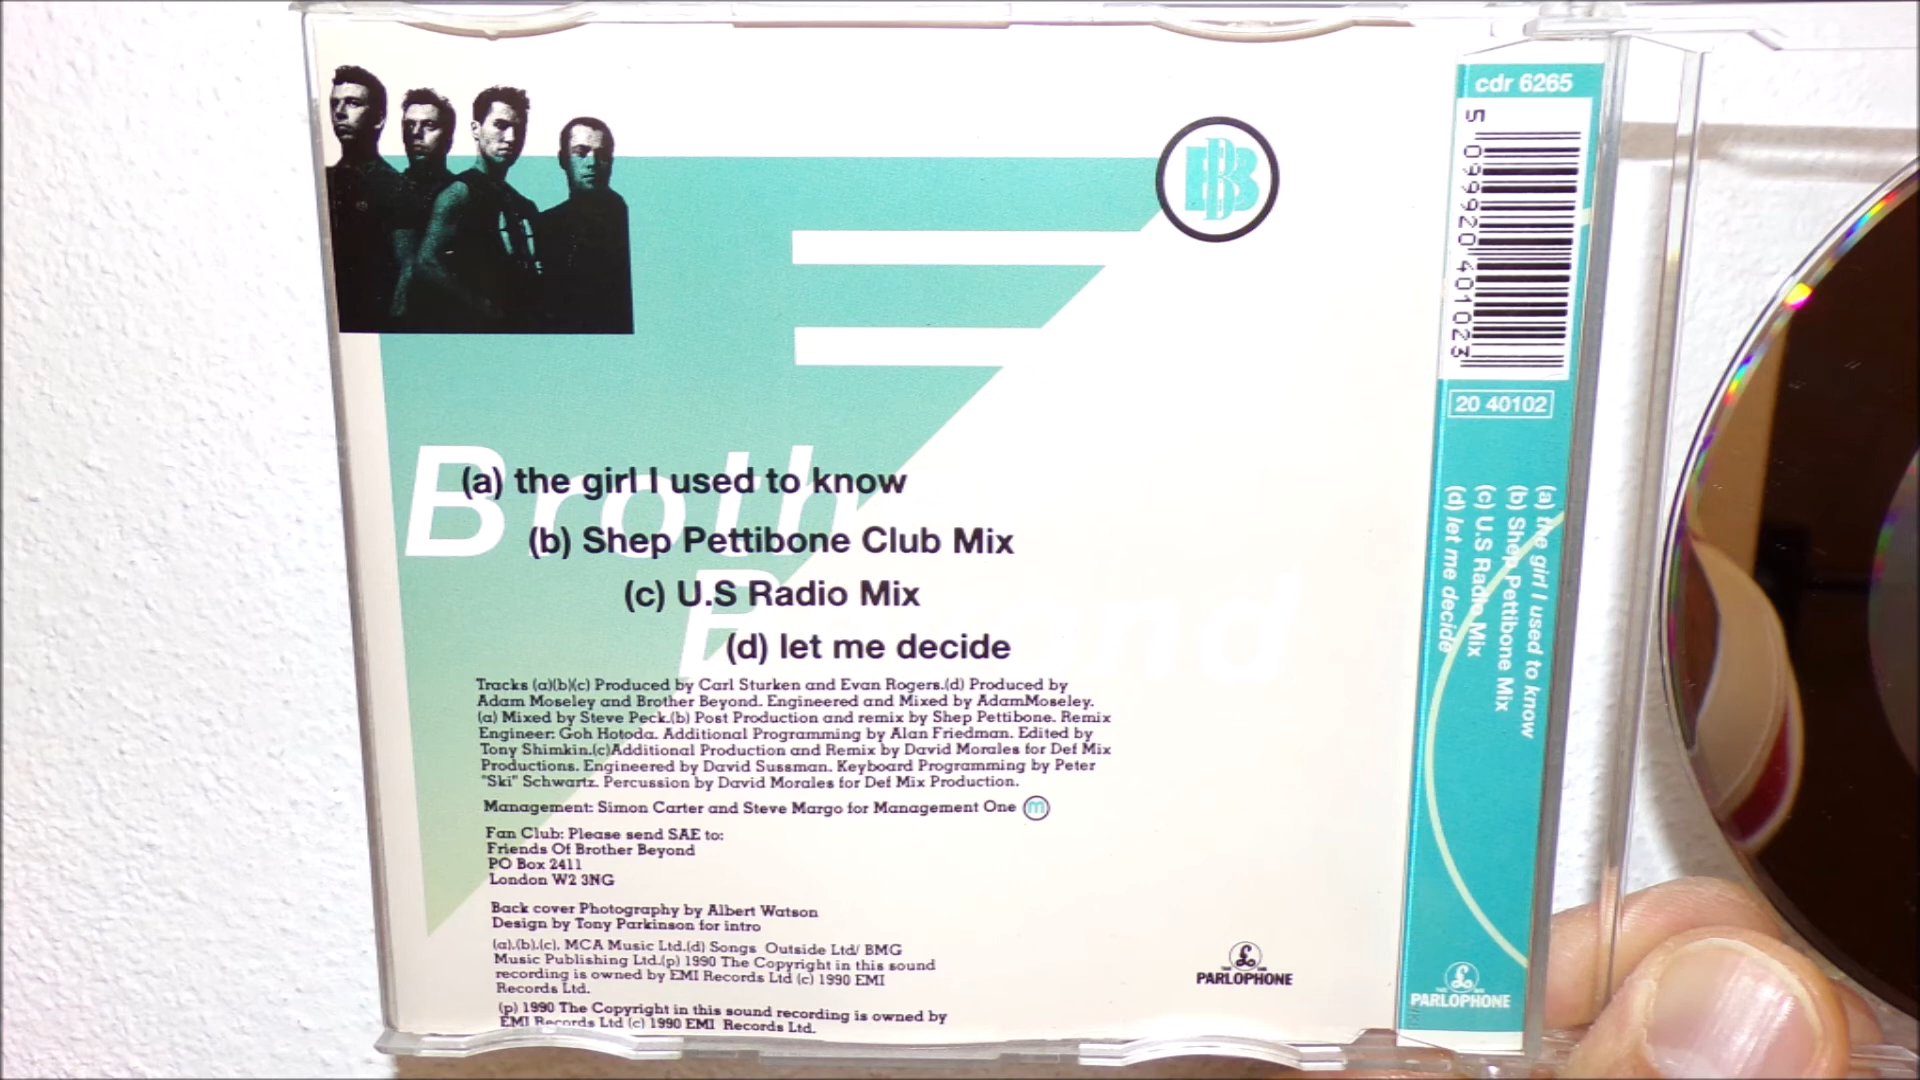 Broth
B
(a) the girl I used to know
(b) Shep Pettibone Club Mix
(c) U.S Radio Mix
(d) let me decide
Tracks (a)(b)(c) Produced by Carl Sturken and Evan Rogers.(d) Produced by
Adam Moseley and Brother Beyond. Engineered and Mixed by AdamMoseley.
(a) Mixed by Steve Peck.(b) Post Production and remix by Shep Pettibone. Remix
Engineer: Goh Hotoda. Additional Programming by Alan Friedman. Edited by
Tony Shimkin.(c)Additional Production and Remix by David Morales for Def Mix
Productions. Engineered by David Sussman. Keyboard Programming by Peter
"Ski" Schwartz. Percussion by David Morales for Def Mix Production.
Management: Simon Carter and Steve Margo for Management One m
Fan Club: Please send SAE to:
Friends Of Brother Beyond
PO Box 2411
London W2 3NG
Back cover Photography by Albert Watson
Design by Tony Parkinson for intro
(a).(b).(c). MCA Music Ltd.(d) Songs Outside Ltd/ BMG
Music Publishing Ltd.(p) 1990 The Copyright in this sound
recording is owned by EMI Records Ltd (c) 1990 EMI
Records Ltd.
(p) 1990 The Copyright in this sound recording is owned by
EMI Records Ltd (c) 1990 EMI Records Ltd.
PARLOPHONE
cdr 6265
5 099920 401023
20 40102
(a) the girl I used to know
(b) Shep Pettibone Mix
(c) U.S Radio Mix
(d) let me decide
PARLOPHONE